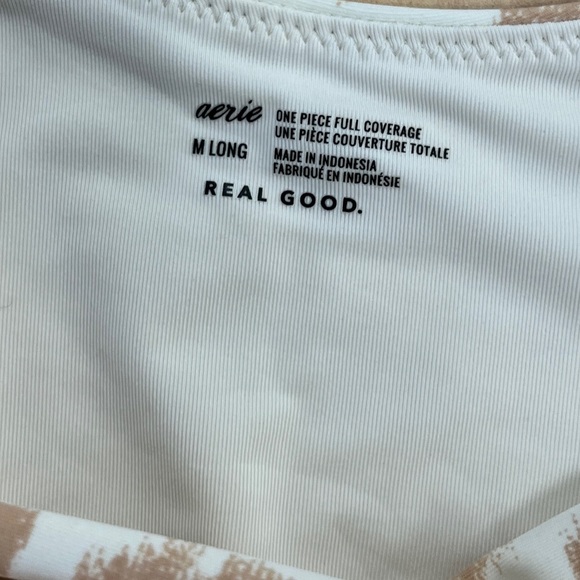 aerie ONE PIECE FULL COVERAGE
UNE PIÈCE COUVERTURE TOTALE
M LONG MADE IN INDONESIA
FABRIQUÉ EN INDONÉSIE
REAL GOOD.